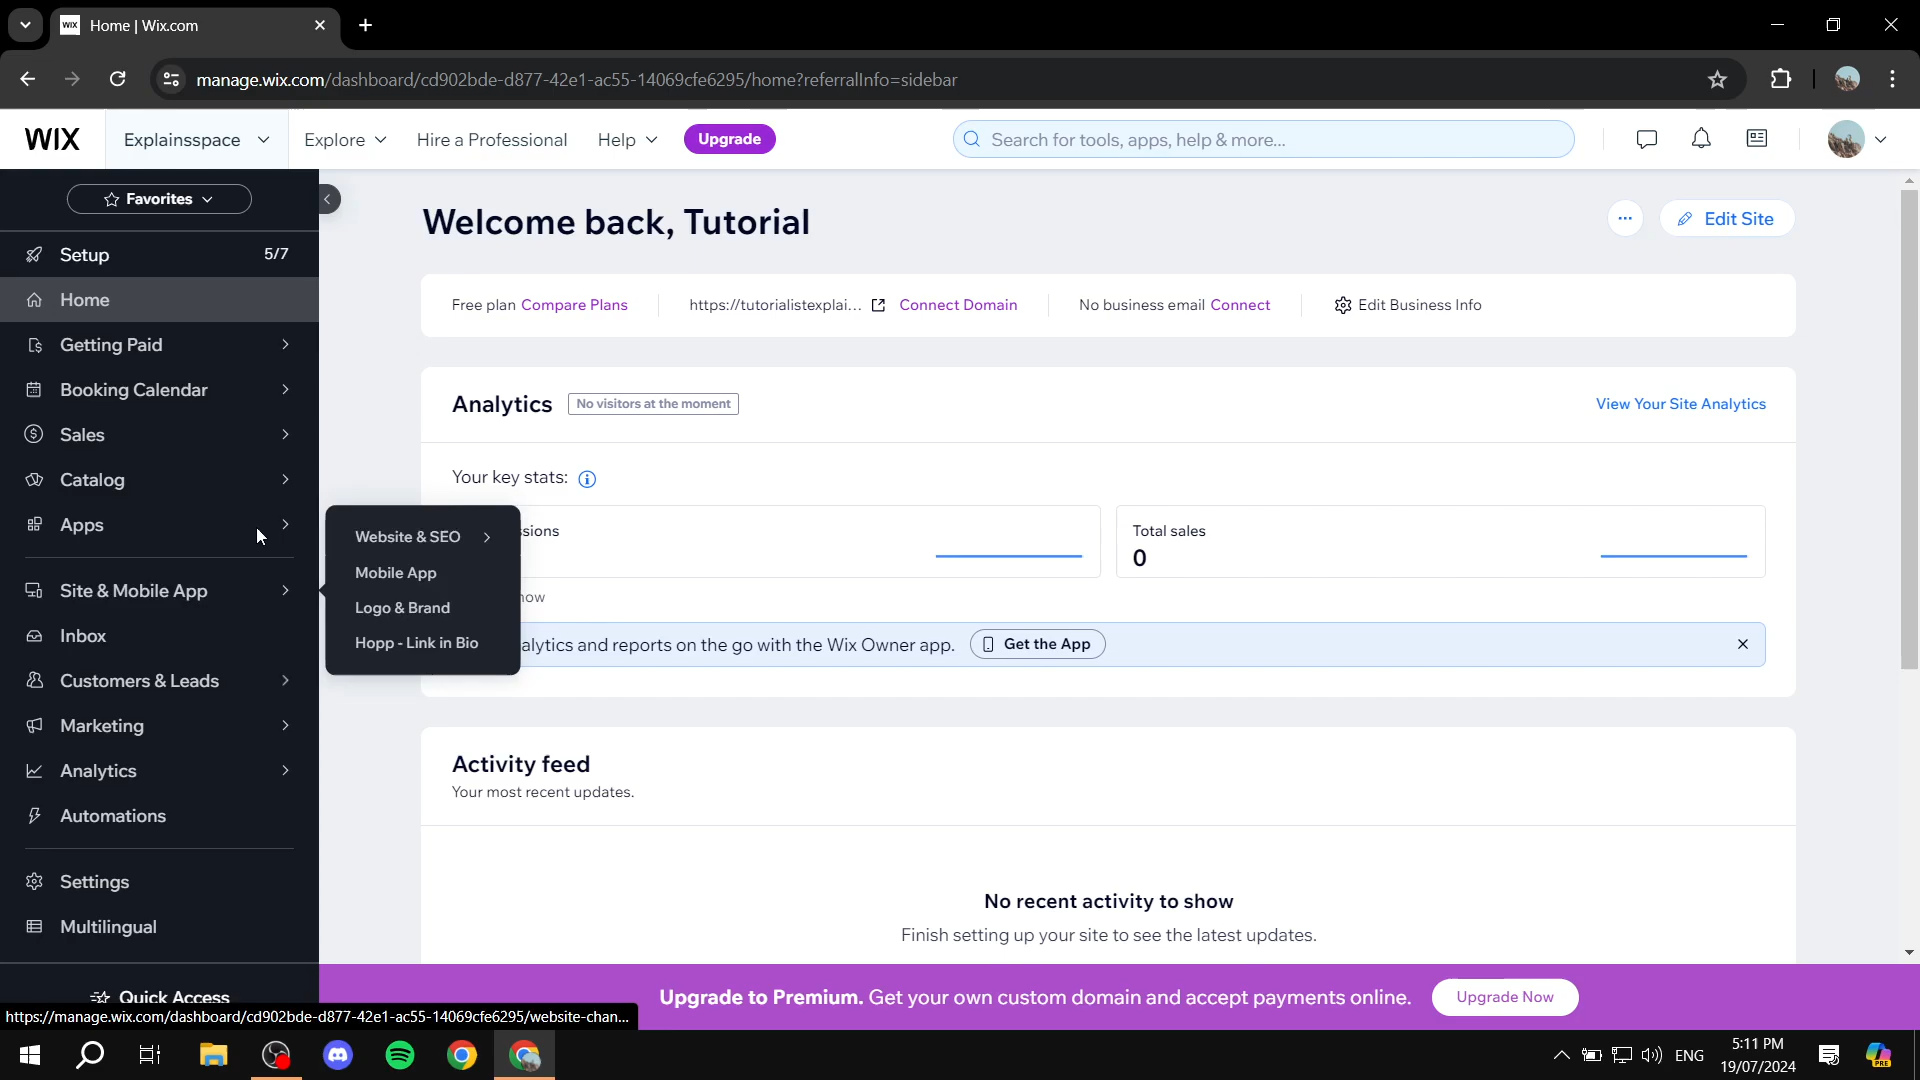 WIX Home | Wix.com
manage.wix.com/dashboard/cd902bde-d877-42e1-ac55-14069cfe6295/home?referralInfo=sidebar
WIX Explainsspace Explore Hire a Professional Help Upgrade Search for tools, apps, help & more...
Favorites
Setup 5/7
Home
Getting Paid
Booking Calendar
Sales
Catalog
Apps
Site & Mobile App
Inbox
Customers & Leads
Marketing
Analytics
Automations
Settings
Multilingual
Quick Access
https://manage.wix.com/dashboard/cd902bde-d877-42e1-ac55-14069cfe6295/website-chan...
Website & SEO
Mobile App
Logo & Brand
Hopp - Link in Bio
Welcome back, Tutorial
Edit Site
Free plan Compare Plans https://tutorialistexplai... Connect Domain No business email Connect Edit Business Info
Analytics No visitors at the moment View Your Site Analytics
Your key stats:
ssions
Total sales
0
now
alytics and reports on the go with the Wix Owner app. Get the App
Activity feed
Your most recent updates.
No recent activity to show
Finish setting up your site to see the latest updates.
Upgrade to Premium. Get your own custom domain and accept payments online. Upgrade Now
ENG
5:11 PM
19/07/2024
PRE